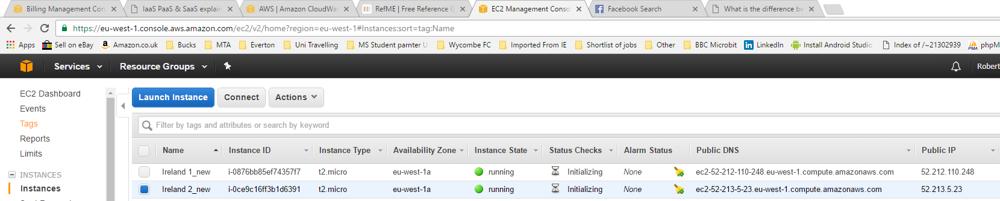 Billing Management Con IaaS PaaS & SaaS explain AWS | Amazon CloudWat RefME | Free Reference G EC2 Management Conso Facebook Search What is the difference be
https://eu-west-1.console.aws.amazon.com/ec2/v2/home?region=eu-west-1#Instances:sort=tag:Name
Apps Sell on eBay Amazon.co.uk Bucks MTA Everton Uni Travelling MS Student parnter U Wycombe FC Imported From IE Shortlist of jobs Other BBC Microbit LinkedIn Install Android Studio Index of /~21302939 PMA phpM
Services Resource Groups Robert
EC2 Dashboard
Events
Tags
Reports
Limits
INSTANCES
Instances
Launch Instance Connect Actions
Filter by tags and attributes or search by keyword
Name Instance ID Instance Type Availability Zone Instance State Status Checks Alarm Status Public DNS Public IP
Ireland 1_new i-0876bb85ef74357f7 t2.micro eu-west-1a running Initializing None ec2-52-212-110-248.eu-west-1.compute.amazonaws.com 52.212.110.248
Ireland 2_new i-0ce9c16ff3b1d6391 t2.micro eu-west-1a running Initializing None ec2-52-213-5-23.eu-west-1.compute.amazonaws.com 52.213.5.23